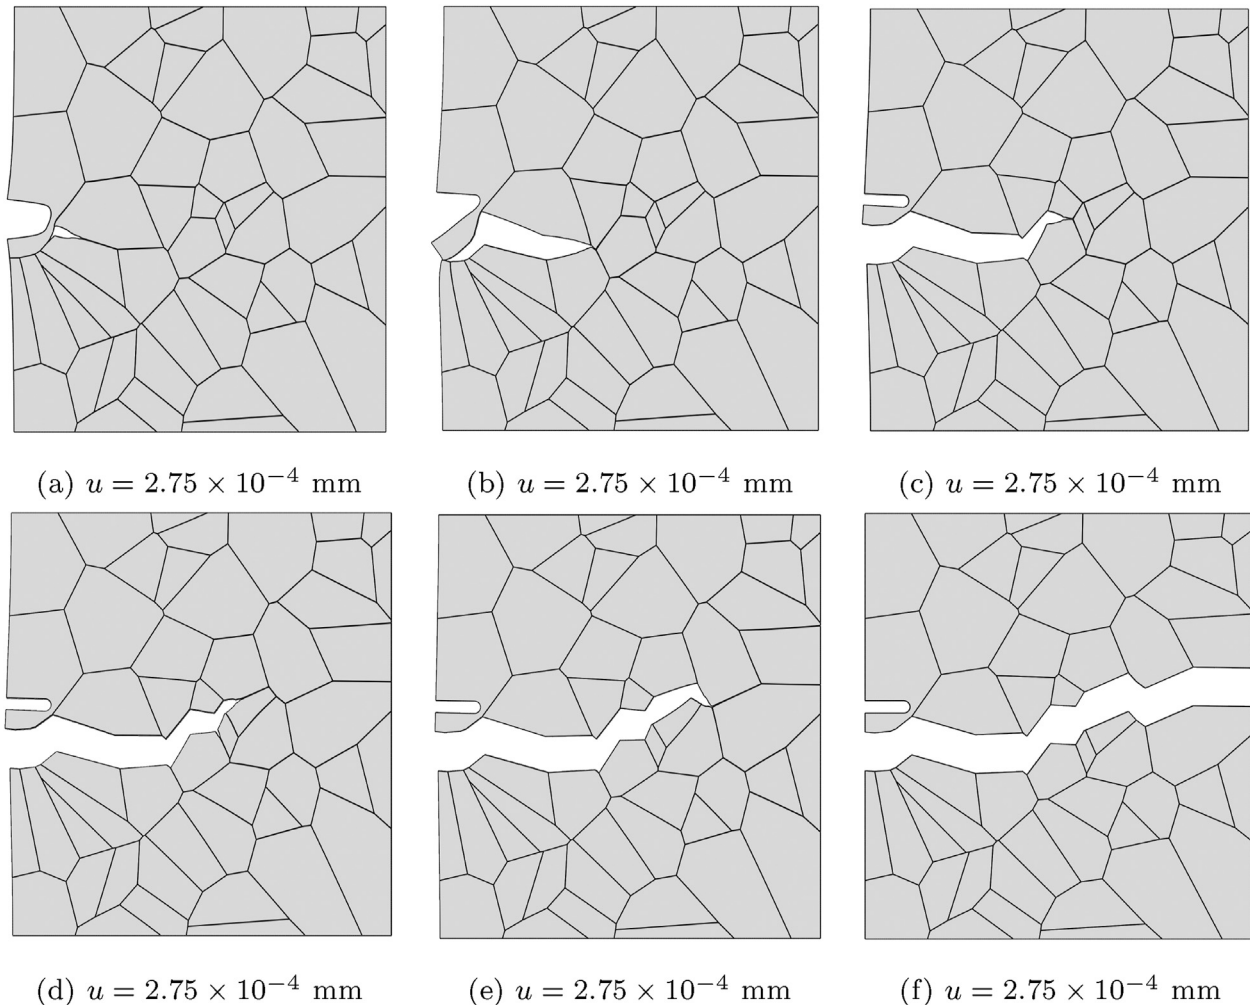 (a) u = 2.75 × 10⁻⁴ mm
(b) u = 2.75 × 10⁻⁴ mm
(c) u = 2.75 × 10⁻⁴ mm
(d) u = 2.75 × 10⁻⁴ mm
(e) u = 2.75 × 10⁻⁴ mm
(f) u = 2.75 × 10⁻⁴ mm